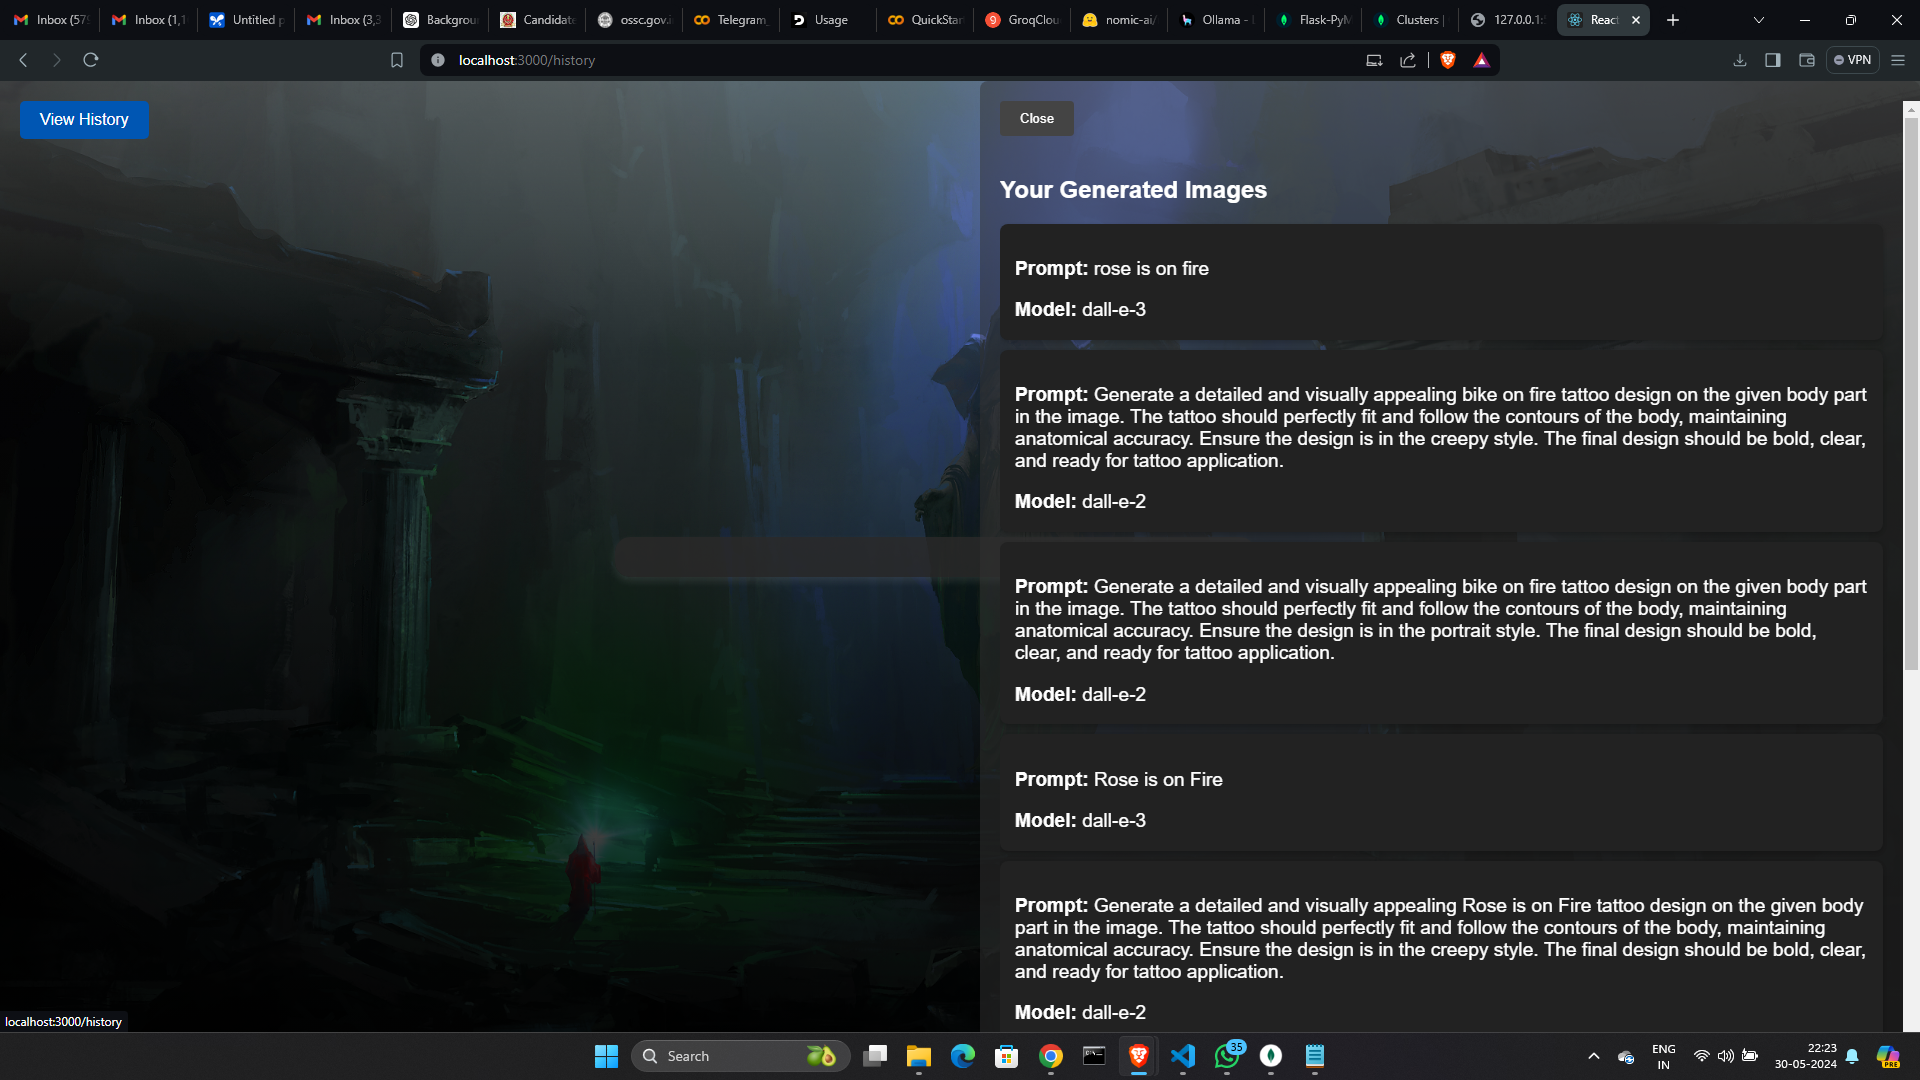 Inbox (579
Inbox (1,1
Untitled p
Inbox (3,3
Backgrou
Candidate
ossc.gov.i
Telegram_
Usage
QuickStar
GroqClou
nomic-ai/
Ollama -
Flask-PyM
Clusters |
127.0.0.1:5
React
localhost:3000/history
VPN
View History
Close
Your Generated Images
Prompt: rose is on fire
Model: dall-e-3
Prompt: Generate a detailed and visually appealing bike on fire tattoo design on the given body part
in the image. The tattoo should perfectly fit and follow the contours of the body, maintaining
anatomical accuracy. Ensure the design is in the creepy style. The final design should be bold, clear,
and ready for tattoo application.
Model: dall-e-2
Prompt: Generate a detailed and visually appealing bike on fire tattoo design on the given body part
in the image. The tattoo should perfectly fit and follow the contours of the body, maintaining
anatomical accuracy. Ensure the design is in the portrait style. The final design should be bold,
clear, and ready for tattoo application.
Model: dall-e-2
Prompt: Rose is on Fire
Model: dall-e-3
Prompt: Generate a detailed and visually appealing Rose is on Fire tattoo design on the given body
part in the image. The tattoo should perfectly fit and follow the contours of the body, maintaining
anatomical accuracy. Ensure the design is in the creepy style. The final design should be bold, clear,
and ready for tattoo application.
Model: dall-e-2
localhost:3000/history
Search
35
ENG
IN
22:23
30-05-2024
PRE